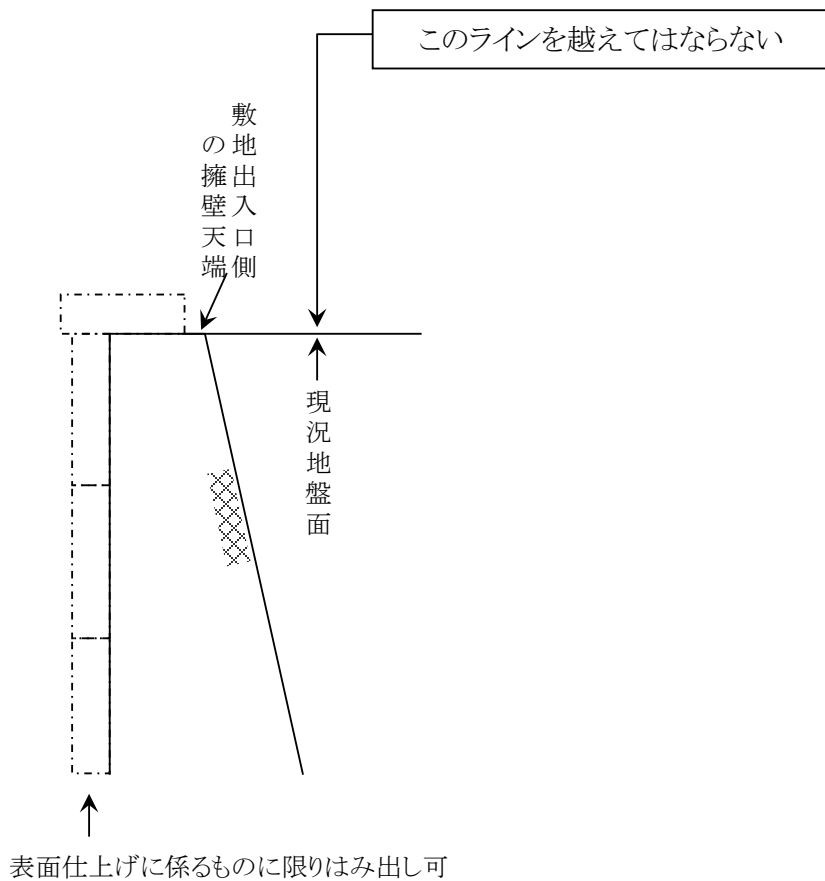 このラインを越えてはならない
敷地出入口側
の擁壁天端
現況地盤面
表面仕上げに係るものに限りはみ出し可